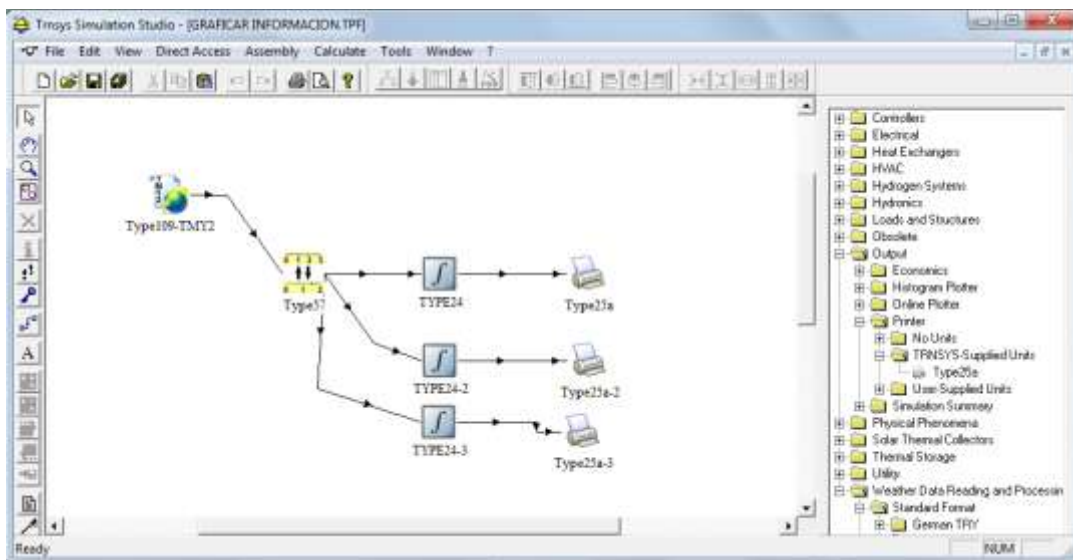 Trnsys Simulation Studio - [GRAFICAR INFORMACION.TPF]
File Edit View Direct Access Assembly Calculate Tools Window ?
Type109-TMY2
Type57
TYPE24
Type25a
TYPE24-2
Type25a-2
TYPE24-3
Type25a-3
Controllers
Electrical
Heat Exchangers
HVAC
Hydrogen Systems
Hydronics
Loads and Structures
Obsolete
Output
Economics
Histogram Plotter
Online Plotter
Printer
No Units
TRNSYS-Supplied Units
Type25a
User-Supplied Units
Simulation Summary
Physical Phenomena
Solar Thermal Collectors
Thermal Storage
Utility
Weather Data Reading and Processin
Standard Format
German TRY
Ready
NUM